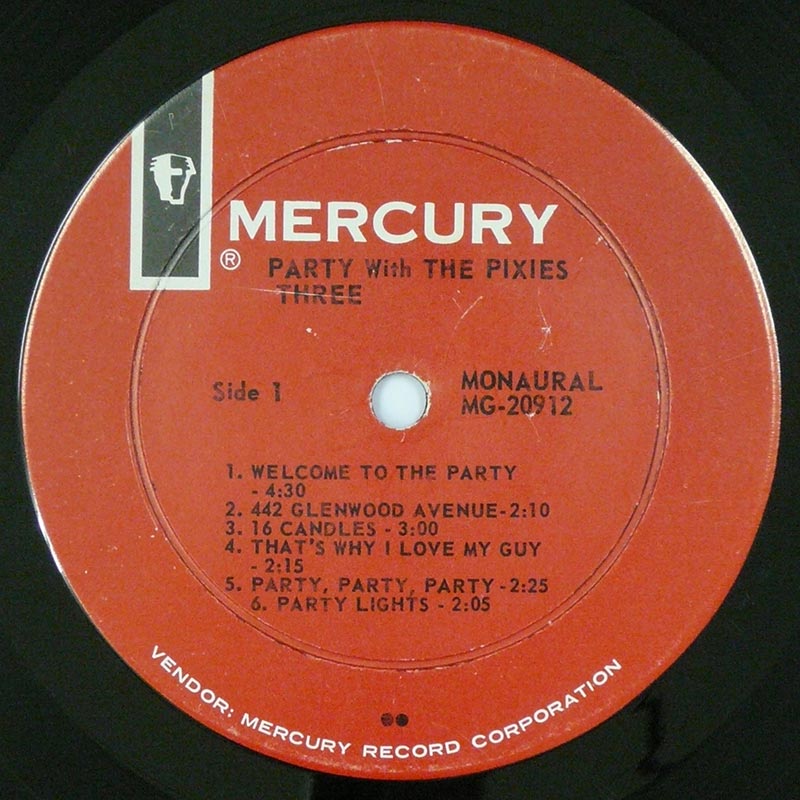 MERCURY
®
PARTY With THE PIXIES
THREE
Side 1
MONAURAL
MG-20912
1. WELCOME TO THE PARTY
- 4:30
2. 442 GLENWOOD AVENUE-2:10
3. 16 CANDLES - 3:00
4. THAT'S WHY I LOVE MY GUY
- 2:15
5. PARTY, PARTY, PARTY-2:25
6. PARTY LIGHTS - 2:05
VENDOR: MERCURY RECORD CORPORATION